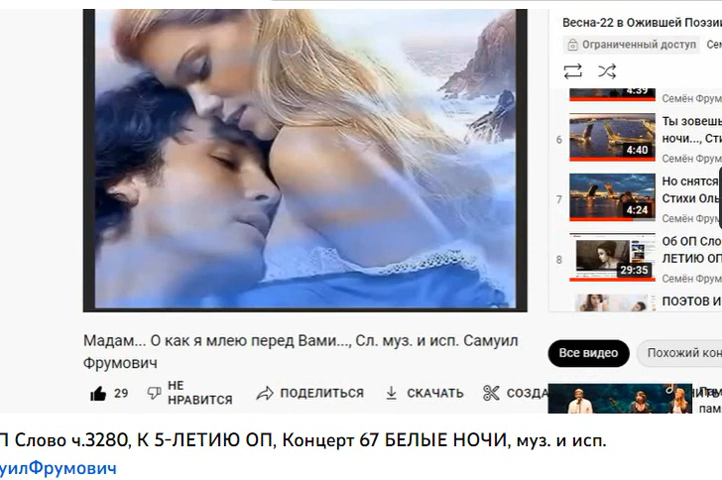 Весна-22 в Ожившей Поэзии
Ограниченный доступ Сем
4:39
Семён Фрум
6
Ты зовешь
ночи..., Сти
4:40
Семён Фрум
7
Но снятся
Стихи Оль
4:24
Семён Фрум
8
Об ОП Сло
ЛЕТИЮ ОП
29:35
Семён Фрум
ПОЭТОВ И
Мадам... О как я млею перед Вами..., Сл. муз. и исп. Самуил
Фрумович
29 НЕ НРАВИТСЯ ПОДЕЛИТЬСЯ СКАЧАТЬ СОЗДА
Все видео Похожий кон
П Слово ч.3280, К 5-ЛЕТИЮ ОП, Концерт 67 БЕЛЫЕ НОЧИ, муз. и исп.
уилФрумович